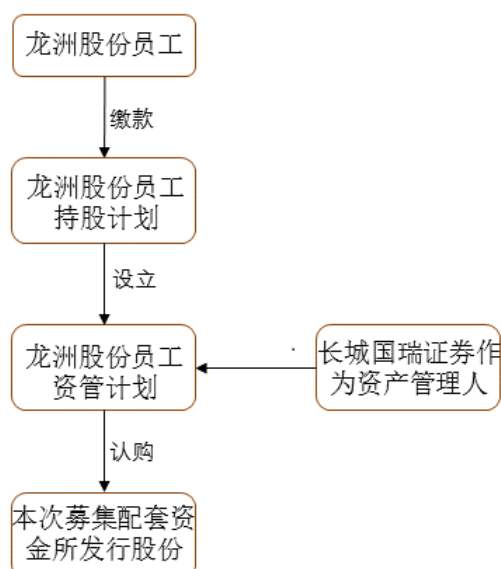 龙洲股份员工
缴款
龙洲股份员工
持股计划
设立
龙洲股份员工
资管计划
长城国瑞证券作
为资产管理人
认购
本次募集配套资
金所发行股份